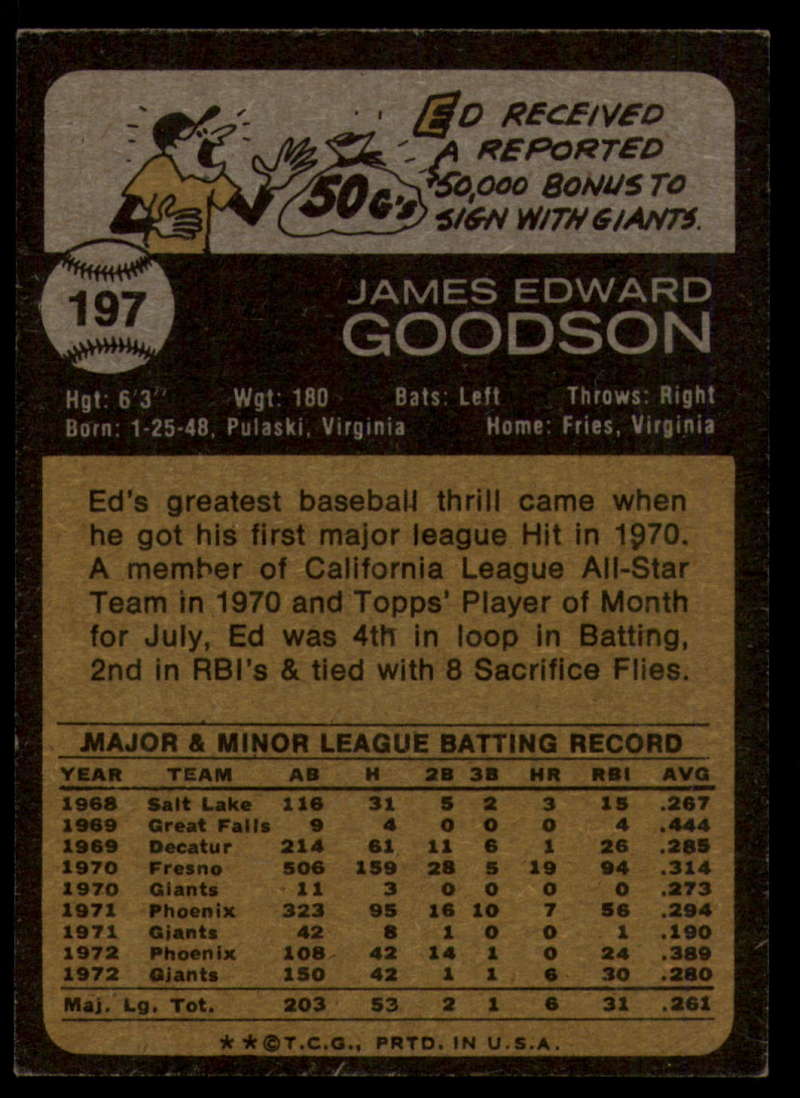 50 G's
ED RECEIVED
A REPORTED
$50,000 BONUS TO
SIGN WITH GIANTS.
197
JAMES EDWARD
GOODSON
Hgt: 6'3" Wgt: 180 Bats: Left Throws: Right
Born: 1-25-48, Pulaski, Virginia Home: Fries, Virginia
Ed's greatest baseball thrill came when
he got his first major league Hit in 1970.
A member of California League All-Star
Team in 1970 and Topps' Player of Month
for July, Ed was 4th in loop in Batting,
2nd in RBI's & tied with 8 Sacrifice Flies.
MAJOR & MINOR LEAGUE BATTING RECORD
YEAR TEAM AB H 2B 3B HR RBI AVG
1968 Salt Lake 116 31 5 2 3 15 .267
1969 Great Falls 9 4 0 0 0 4 .444
1969 Decatur 214 61 11 6 1 26 .285
1970 Fresno 506 159 28 5 19 94 .314
1970 Giants 11 3 0 0 0 0 .273
1971 Phoenix 323 95 16 10 7 56 .294
1971 Giants 42 8 1 0 0 1 .190
1972 Phoenix 108 42 14 1 0 24 .389
1972 Giants 150 42 1 1 6 30 .280
Maj. Lg. Tot. 203 53 2 1 6 31 .261
* *©T.C.G., PRTD. IN U.S.A.